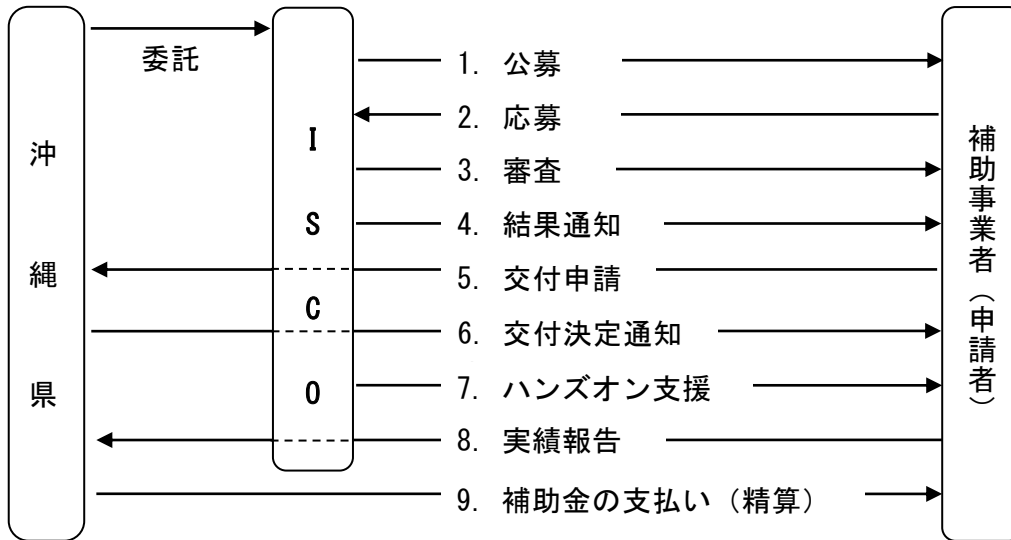 沖縄県
委託
ISCO
1. 公募
2. 応募
3. 審査
4. 結果通知
5. 交付申請
6. 交付決定通知
7. ハンズオン支援
8. 実績報告
9. 補助金の支払い（精算）
補助事業者（申請者）